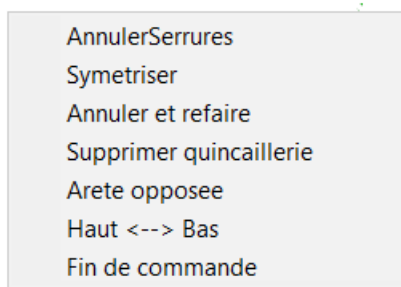 AnnulerSerrures
Symetriser
Annuler et refaire
Supprimer quincaillerie
Arete opposee
Haut <--> Bas
Fin de commande